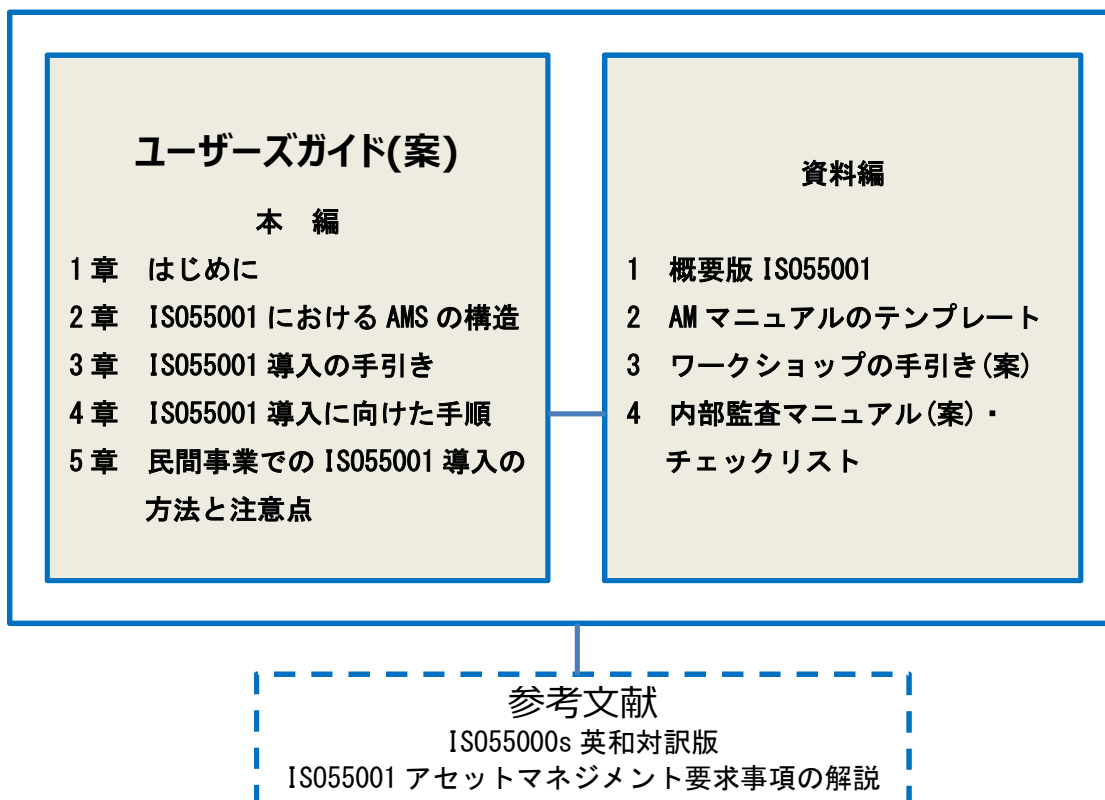 ユーザーズガイド(案)
本 編
1章 はじめに
2章 ISO55001におけるAMSの構造
3章 ISO55001導入の手引き
4章 ISO55001導入に向けた手順
5章 民間事業でのISO55001導入の
方法と注意点
資料編
1 概要版ISO55001
2 AMマニュアルのテンプレート
3 ワークショップの手引き(案)
4 内部監査マニュアル(案)・
チェックリスト
参考文献
ISO55000s英和対訳版
ISO55001アセットマネジメント要求事項の解説